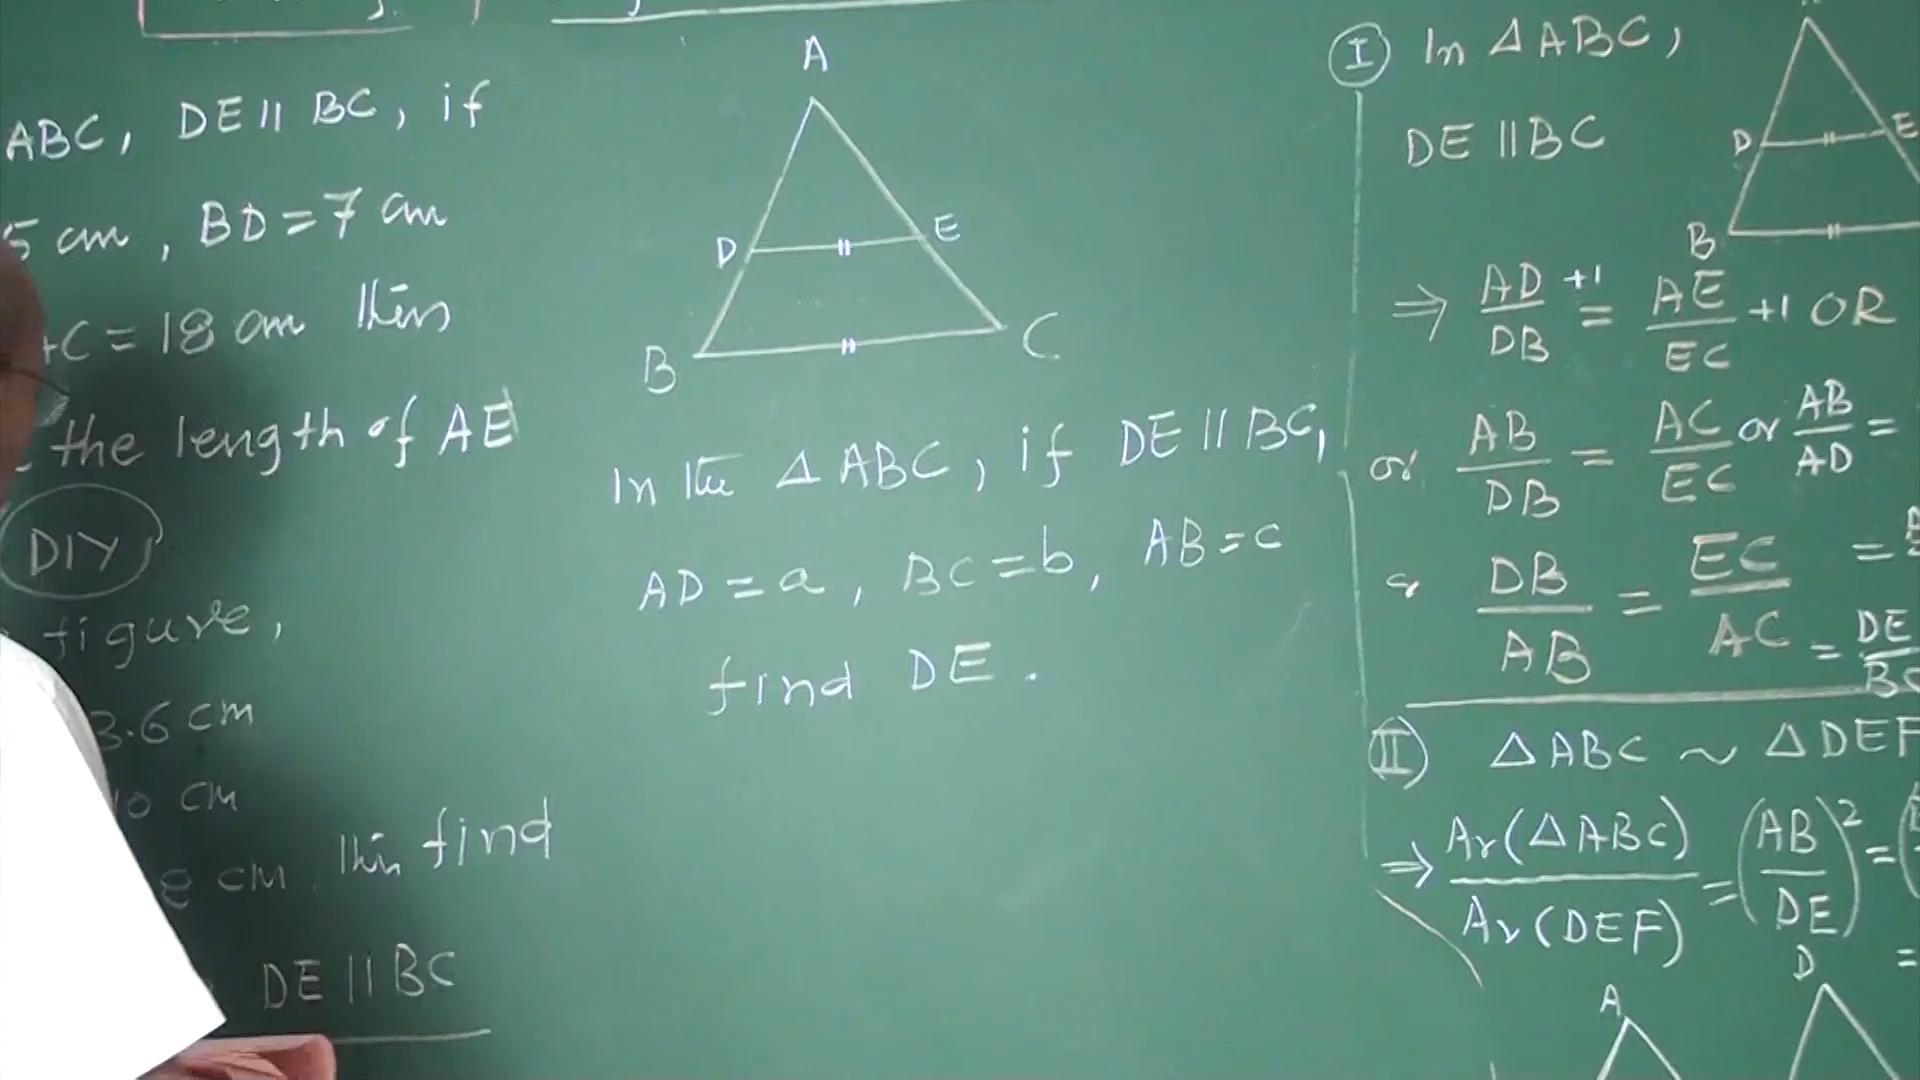 ABC, DE || BC, if
5 cm, BD = 7 cm
C = 18 cm then
the length of AE
DIY
figure,
3.6 cm
10 cm
8 cm, then find
DE || BC
A
D
E
B
C
In the △ABC, if DE || BC,
AD = a, BC = b, AB = c
find DE.
I In △ABC,
DE || BC
D
E
B
⇒ AD/DB +1 = AE/EC +1 OR
or AB/DB = AC/EC or AB/AD =
DB/AB = EC/AC =
= DE/BC
II) △ABC ~ △DEF
⇒ Ar(△ABC)/Ar(DEF) = (AB/DE)² = (
=
A
D